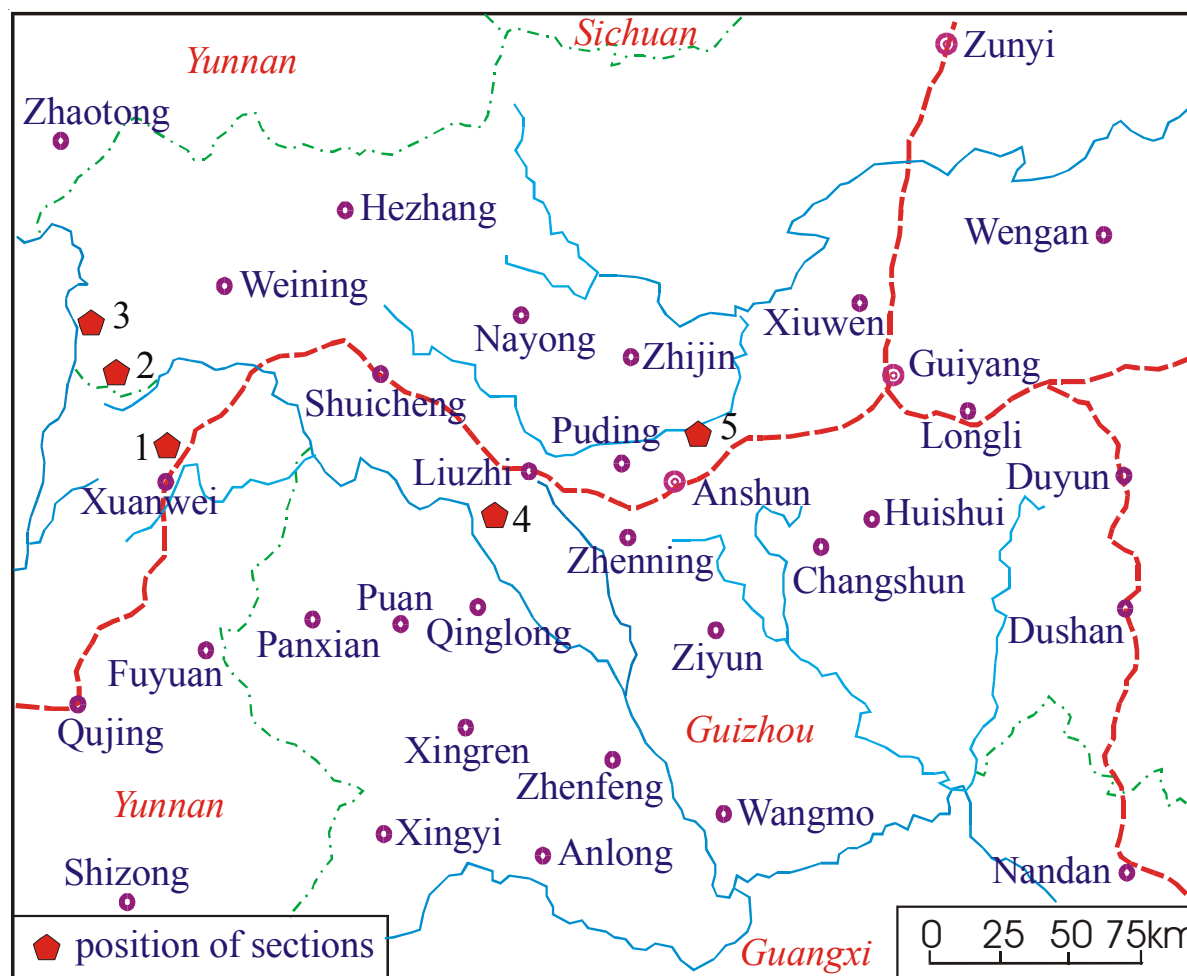 Sichuan
Yunnan
Zunyi
Zhaotong
Hezhang
Wengan
Weining
3
Nayong
Xiuwen
Zhijin
2
Guiyang
Shuicheng
1
Puding
5
Longli
Xuanwei
Liuzhi
Anshun
Duyun
4
Huishui
Zhenning
Changshun
Puan
Panxian
Qinglong
Dushan
Fuyuan
Ziyun
Qujing
Xingren
Guizhou
Zhenfeng
Yunnan
Wangmo
Xingyi
Anlong
Shizong
Nandan
position of sections
Guangxi
0 25 50 75km